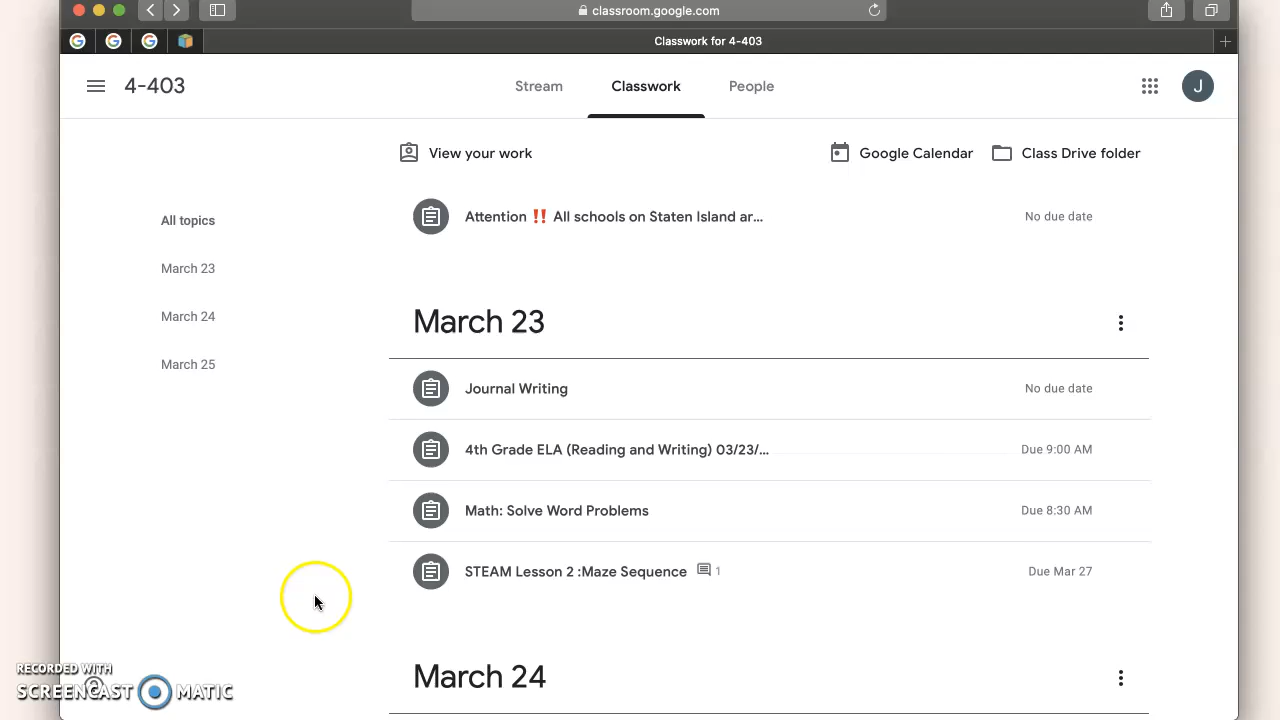 classroom.google.com
Classwork for 4-403
4-403
Stream
Classwork
People
J
View your work
Google Calendar
Class Drive folder
All topics
March 23
March 24
March 25
Attention ‼️ All schools on Staten Island ar...
No due date
March 23
Journal Writing
No due date
4th Grade ELA (Reading and Writing) 03/23/...
Due 9:00 AM
Math: Solve Word Problems
Due 8:30 AM
STEAM Lesson 2 :Maze Sequence
1
Due Mar 27
March 24
RECORDED WITH
SCREENCAST MATIC